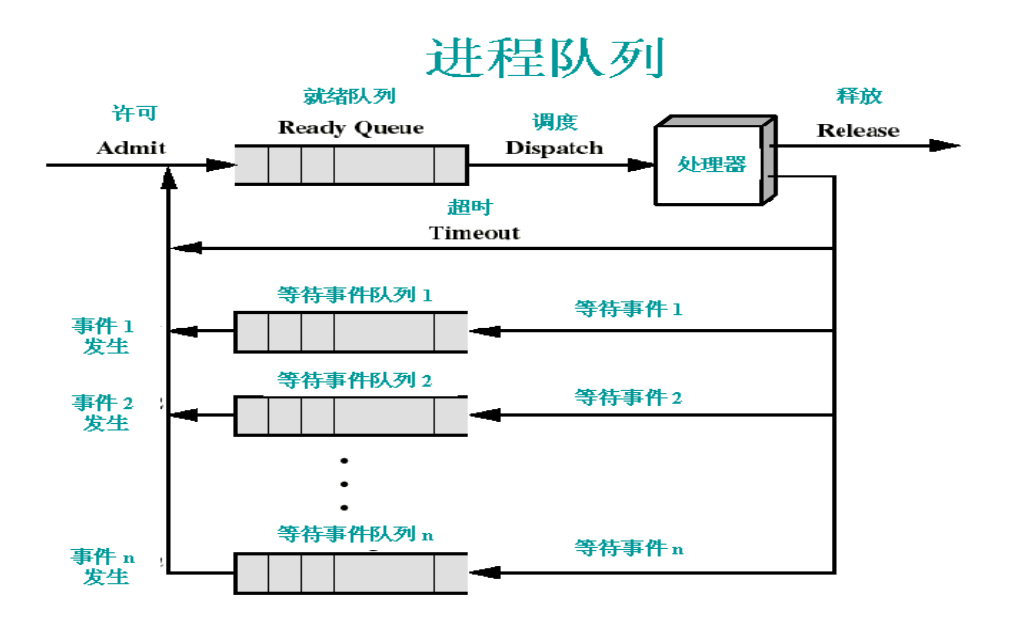 进程队列
就绪队列
释放
许可
Ready Queue
调度
Release
Admit
Dispatch
处理器
超时
Timeout
等待事件队列 1
等待事件 1
事件 1
发生
等待事件队列 2
等待事件 2
事件 2
发生
等待事件队列 n
等待事件 n
事件 n
发生